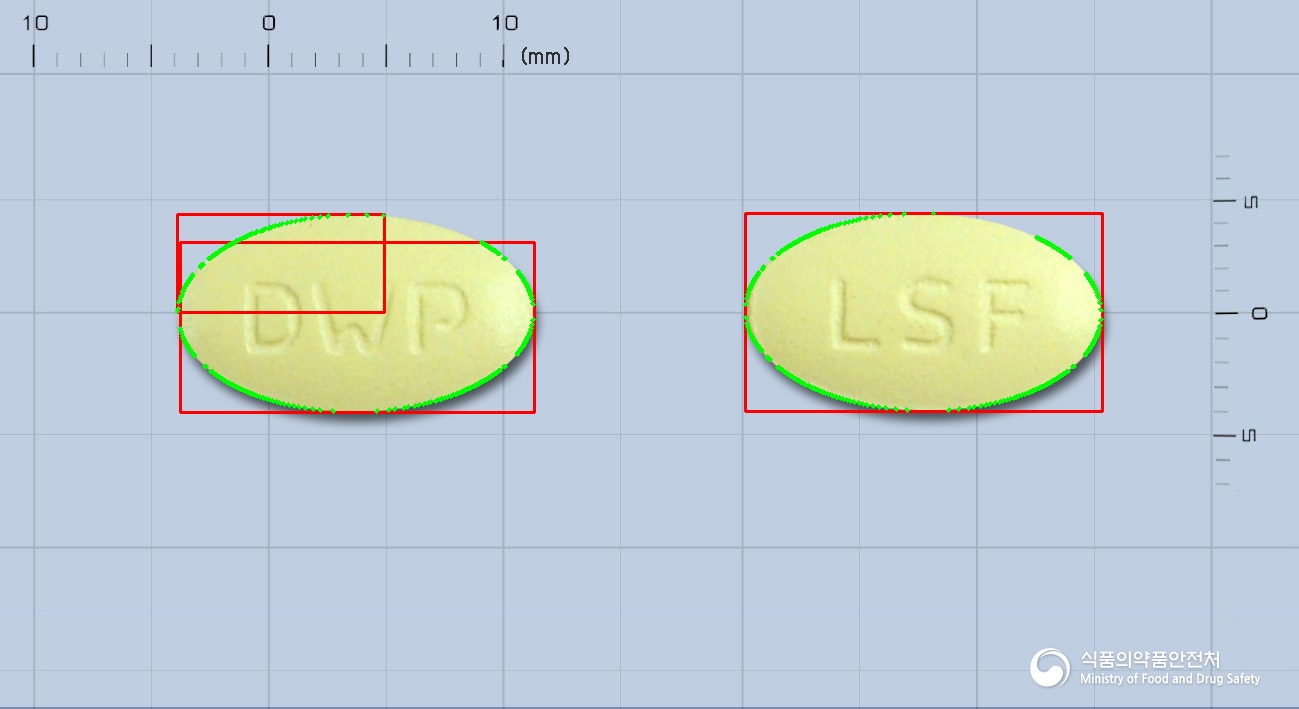 10 0 10
(mm)
5
0
5
DWP
LSF
식품의약품안전처
Ministry of Food and Drug Safety